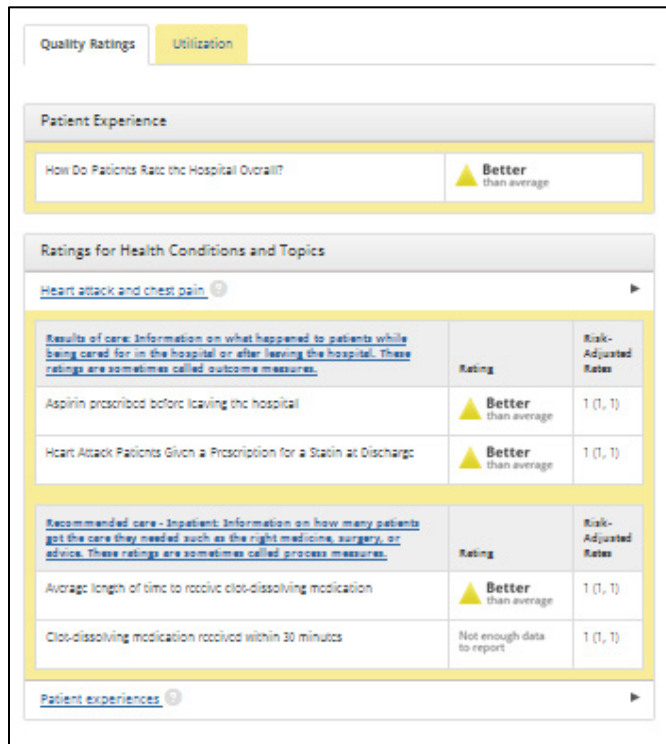 Quality Ratings
Utilization
Patient Experience
How Do Patients Rate the Hospital Overall?
Better
than average
Ratings for Health Conditions and Topics
Heart attack and chest pain ?
Results of care: Information on what happened to patients while
being cared for in the hospital or after leaving the hospital. These
ratings are sometimes called outcome measures.
Rating
Risk-
Adjusted
Rates
Aspirin prescribed before leaving the hospital
Better
than average
1 (1, 1)
Heart Attack Patients Given a Prescription for a Statin at Discharge
Better
than average
1 (1, 1)
Recommended care - Inpatient: Information on how many patients
got the care they needed such as the right medicine, surgery, or
advice. These ratings are sometimes called process measures.
Rating
Risk-
Adjusted
Rates
Average length of time to receive clot-dissolving medication
Better
than average
1 (1, 1)
Clot-dissolving medication received within 30 minutes
Not enough data
to report
1 (1, 1)
Patient experiences ?